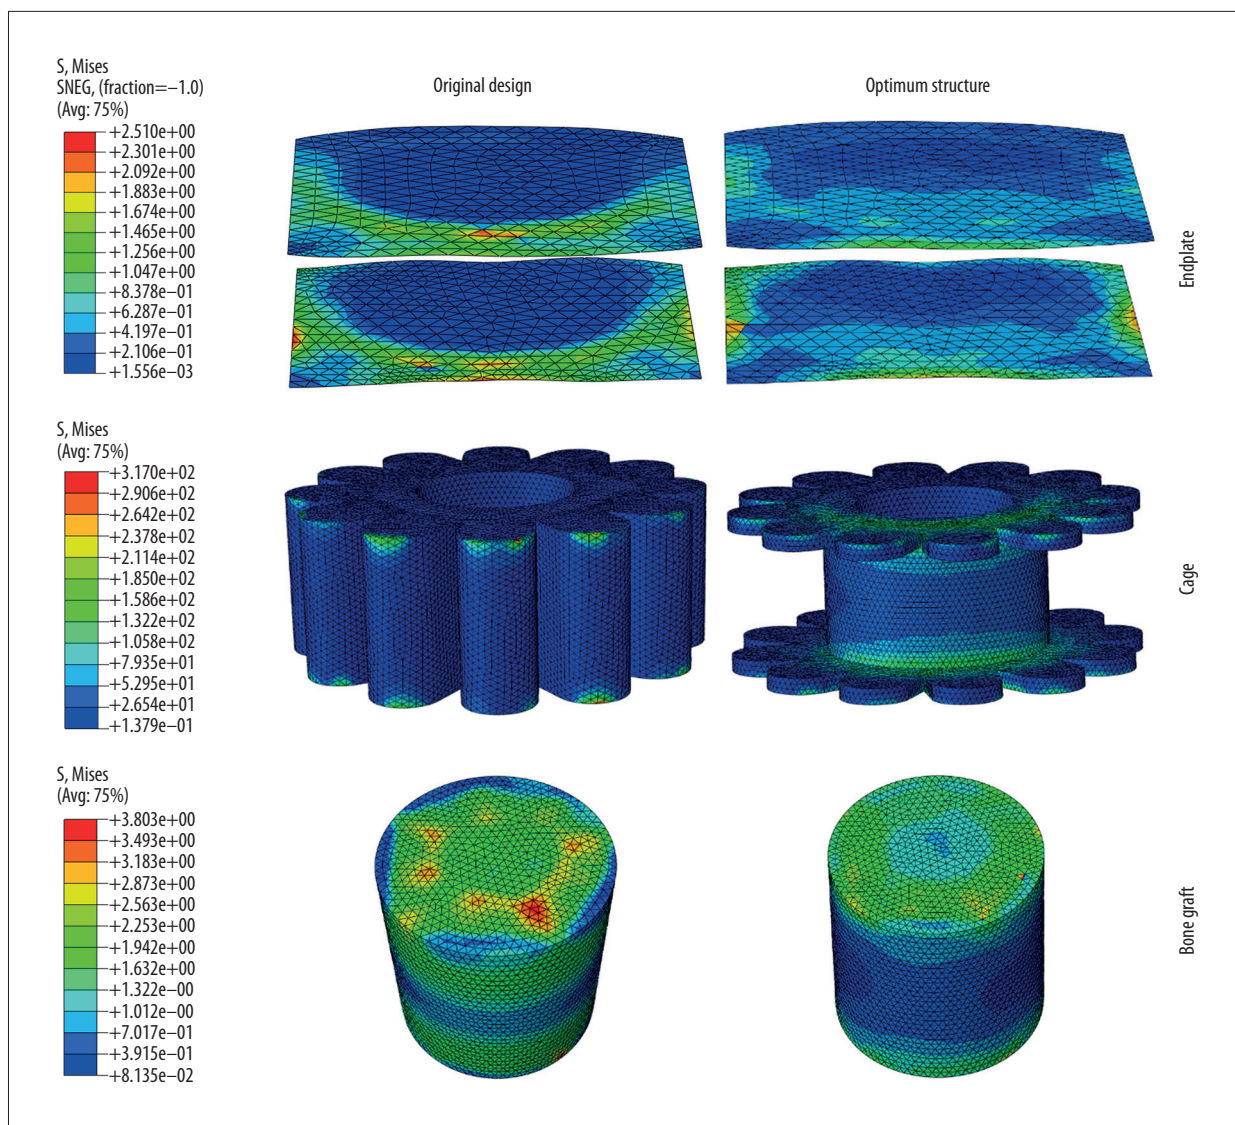 S, Mises
SNEG, (fraction=–1.0)
(Avg: 75%)
+2.510e+00
+2.301e+00
+2.092e+00
+1.883e+00
+1.674e+00
+1.465e+00
+1.256e+00
+1.047e+00
+8.378e–01
+6.287e–01
+4.197e–01
+2.106e–01
+1.556e–03
Original design
Optimum structure
Endplate
S, Mises
(Avg: 75%)
+3.170e+02
+2.906e+02
+2.642e+02
+2.378e+02
+2.114e+02
+1.850e+02
+1.586e+02
+1.322e+02
+1.058e+02
+7.935e+01
+5.295e+01
+2.654e+01
+1.379e–01
Cage
S, Mises
(Avg: 75%)
+3.803e+00
+3.493e+00
+3.183e+00
+2.873e+00
+2.563e+00
+2.253e+00
+1.942e+00
+1.632e+00
+1.322e–00
+1.012e–00
+7.017e–01
+3.915e–01
+8.135e–02
Bone graft